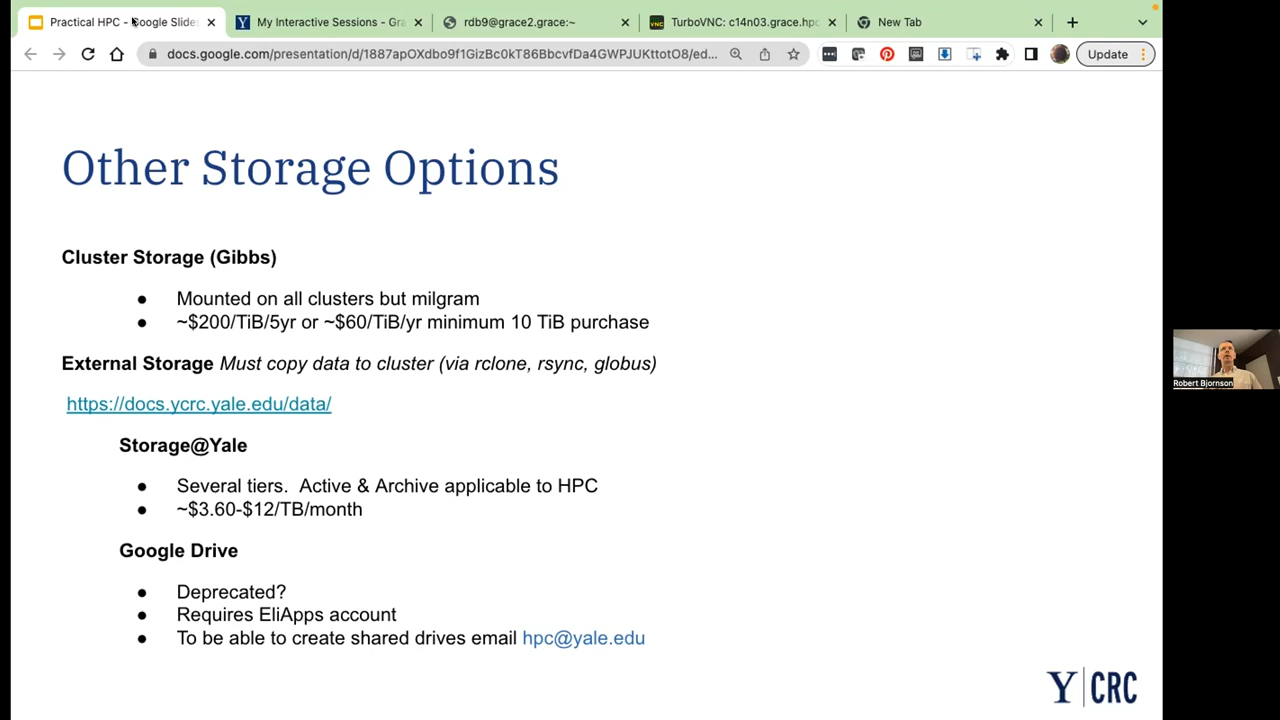 Practical HPC - Google Slides
My Interactive Sessions - Gra
rdb9@grace2.grace:~
VNC
TurboVNC: c14n03.grace.hpc
New Tab
docs.google.com/presentation/d/1887apOXdbo9f1GizBc0kT86BbcvfDa4GWPJUKttotO8/ed...
Update
Other Storage Options
Cluster Storage (Gibbs)
● Mounted on all clusters but milgram
● ~$200/TiB/5yr or ~$60/TiB/yr minimum 10 TiB purchase
External Storage Must copy data to cluster (via rclone, rsync, globus)
https://docs.ycrc.yale.edu/data/
Storage@Yale
● Several tiers. Active & Archive applicable to HPC
● ~$3.60-$12/TB/month
Google Drive
● Deprecated?
● Requires EliApps account
● To be able to create shared drives email hpc@yale.edu
Robert Bjornson
Y CRC